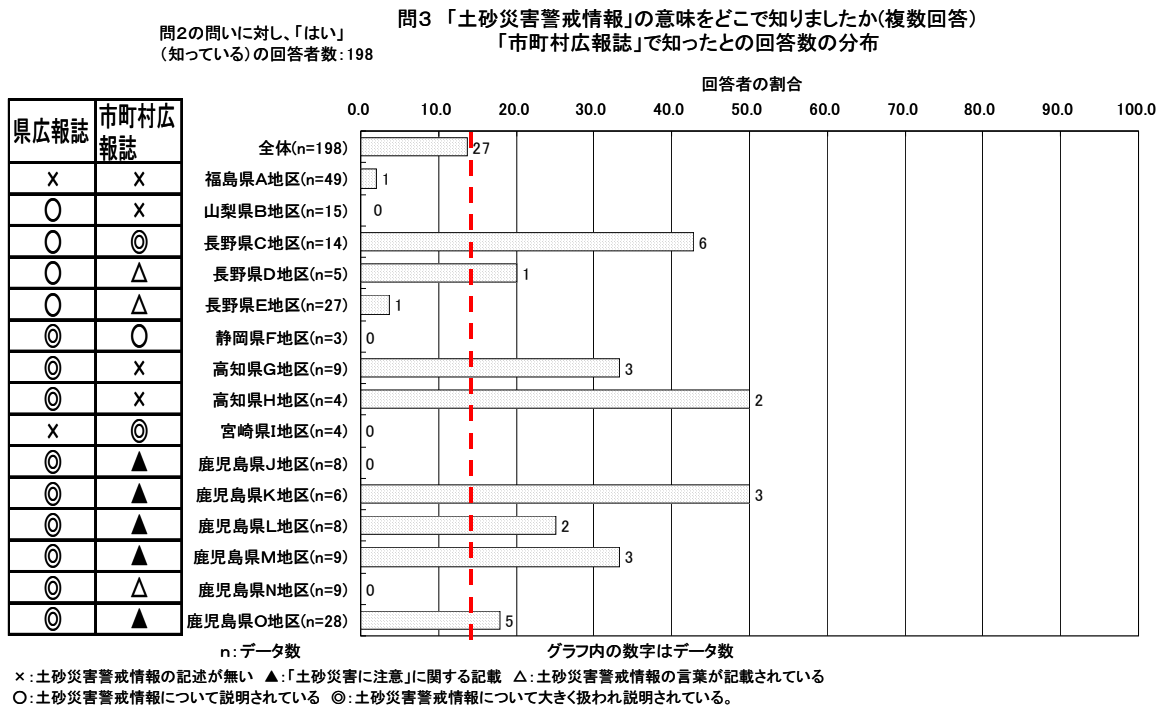 問2の問いに対し、「はい」
（知っている）の回答者数：198
問3 「土砂災害警戒情報」の意味をどこで知りましたか(複数回答)
「市町村広報誌」で知ったとの回答数の分布
回答者の割合
0.0 10.0 20.0 30.0 40.0 50.0 60.0 70.0 80.0 90.0 100.0
県広報誌 市町村広報誌
全体(n=198) 27
× × 福島県A地区(n=49) 1
○ × 山梨県B地区(n=15) 0
○ ◎ 長野県C地区(n=14) 6
○ △ 長野県D地区(n=5) 1
○ △ 長野県E地区(n=27) 1
◎ ○ 静岡県F地区(n=3) 0
◎ × 高知県G地区(n=9) 3
◎ × 高知県H地区(n=4) 2
× ◎ 宮崎県I地区(n=4) 0
◎ ▲ 鹿児島県J地区(n=8) 0
◎ ▲ 鹿児島県K地区(n=6) 3
◎ ▲ 鹿児島県L地区(n=8) 2
◎ ▲ 鹿児島県M地区(n=9) 3
◎ △ 鹿児島県N地区(n=9) 0
◎ ▲ 鹿児島県O地区(n=28) 5
n：データ数 グラフ内の数字はデータ数
×：土砂災害警戒情報の記述が無い ▲：「土砂災害に注意」に関する記載 △：土砂災害警戒情報の言葉が記載されている
○：土砂災害警戒情報について説明されている ◎：土砂災害警戒情報について大きく扱われ説明されている。